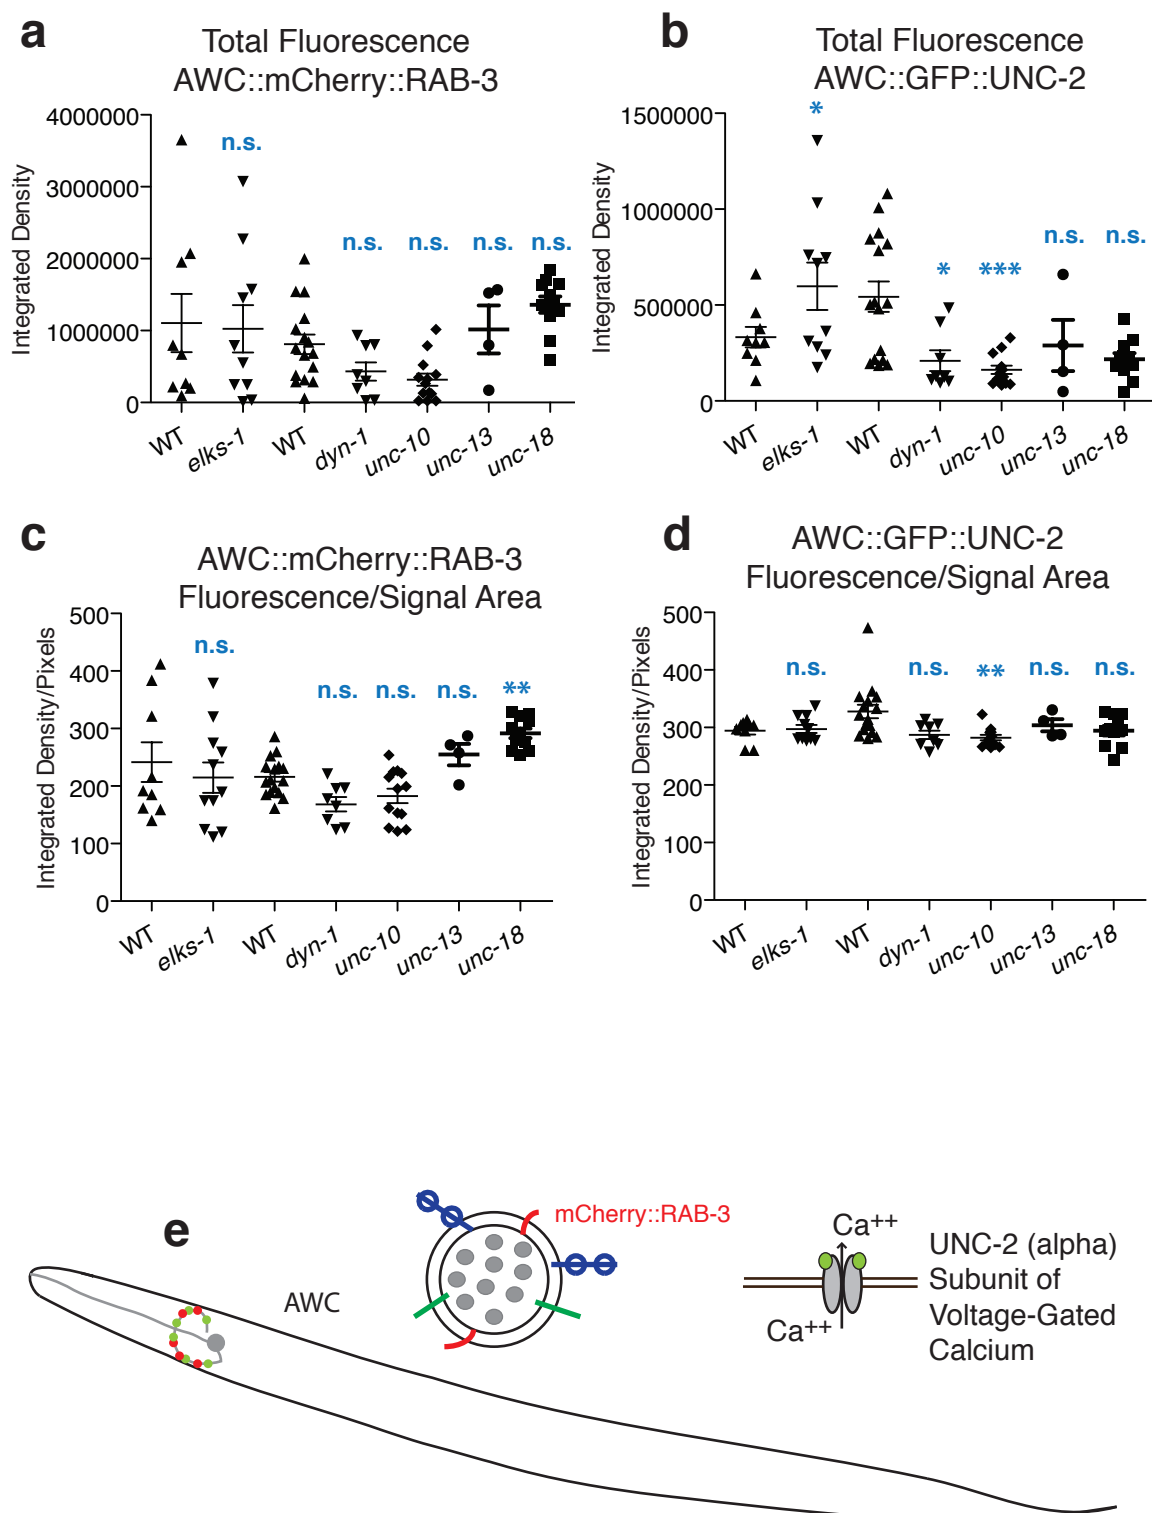 a
Total Fluorescence
AWC::mCherry::RAB-3
Integrated Density
4000000
3000000
2000000
1000000
0
n.s.
n.s.
n.s.
n.s.
n.s.
WT
elks-1
WT
dyn-1
unc-10
unc-13
unc-18
b
Total Fluorescence
AWC::GFP::UNC-2
Integrated Density
1500000
1000000
500000
0
*
*
***
n.s.
n.s.
WT
elks-1
WT
dyn-1
unc-10
unc-13
unc-18
c
AWC::mCherry::RAB-3
Fluorescence/Signal Area
Integrated Density/Pixels
500
400
300
200
100
0
n.s.
n.s.
n.s.
n.s.
**
WT
elks-1
WT
dyn-1
unc-10
unc-13
unc-18
d
AWC::GFP::UNC-2
Fluorescence/Signal Area
Integrated Density/Pixels
500
400
300
200
100
0
n.s.
n.s.
**
n.s.
n.s.
WT
elks-1
WT
dyn-1
unc-10
unc-13
unc-18
e
AWC
mCherry::RAB-3
Ca++
Ca++
UNC-2 (alpha)
Subunit of
Voltage-Gated
Calcium